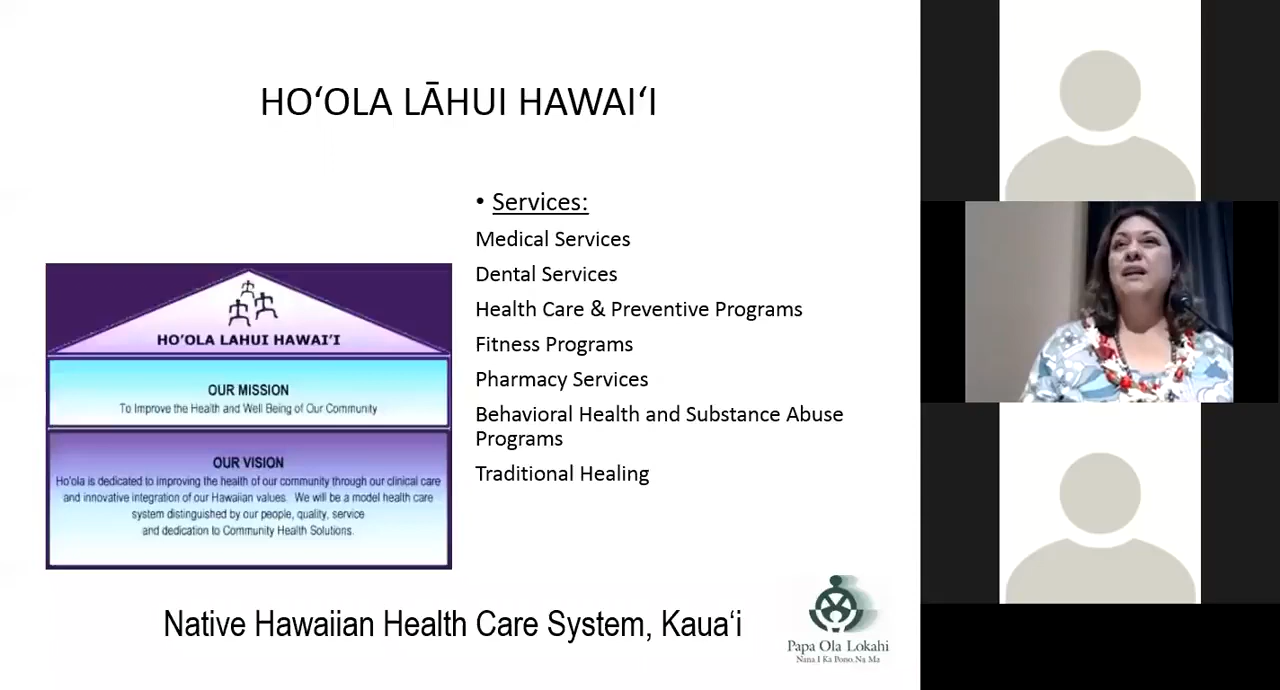 HOʻOLA LĀHUI HAWAIʻI
• Services:
Medical Services
Dental Services
Health Care & Preventive Programs
Fitness Programs
Pharmacy Services
Behavioral Health and Substance Abuse
Programs
Traditional Healing
HO'OLA LAHUI HAWAI'I
OUR MISSION
To Improve the Health and Well Being of Our Community
OUR VISION
Ho'ola is dedicated to improving the health of our community through our clinical care
and innovative integration of our Hawaiian values. We will be a model health care
system distinguished by our people, quality, service
and dedication to Community Health Solutions.
Native Hawaiian Health Care System, Kauaʻi
Papa Ola Lokahi
Nana I Ka Pono Na Ma